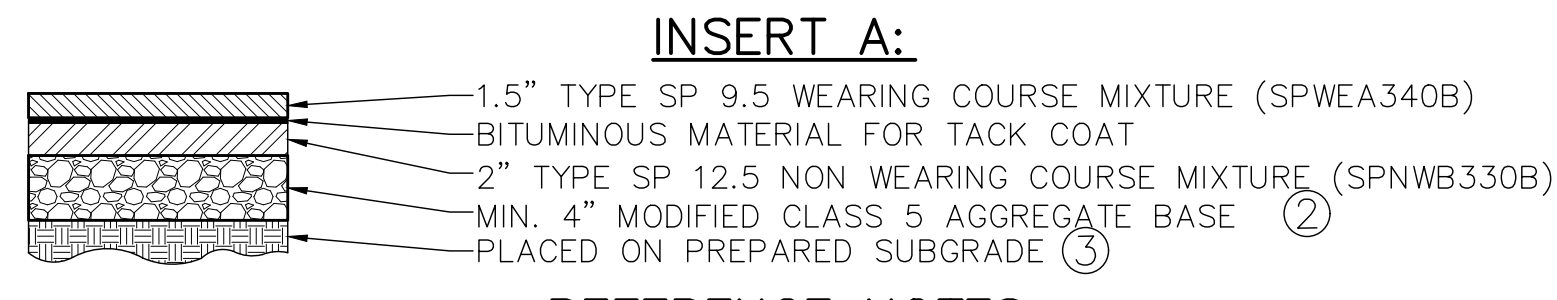 INSERT A:
1.5" TYPE SP 9.5 WEARING COURSE MIXTURE (SPWEA340B)
BITUMINOUS MATERIAL FOR TACK COAT
2" TYPE SP 12.5 NON WEARING COURSE MIXTURE (SPNWB330B)
MIN. 4" MODIFIED CLASS 5 AGGREGATE BASE 2
PLACED ON PREPARED SUBGRADE 3